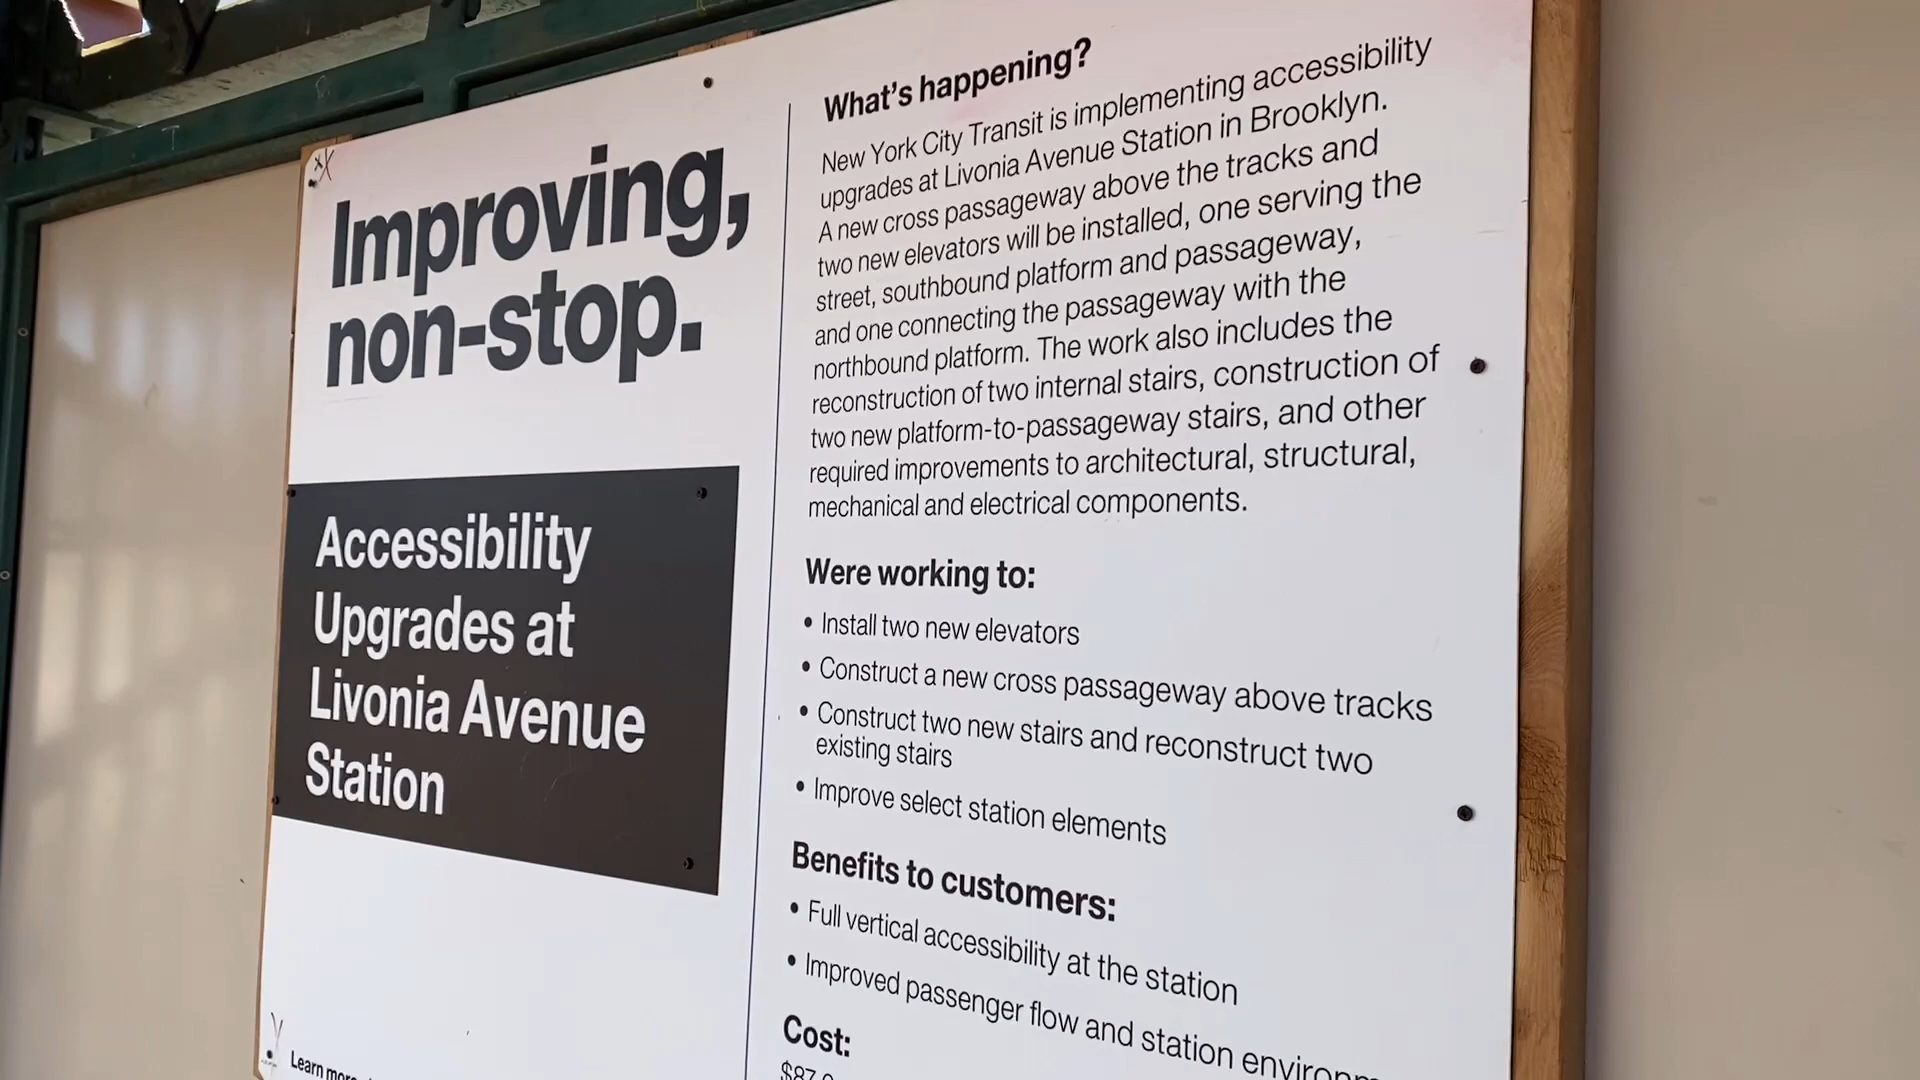 Improving,
non-stop.
Accessibility
Upgrades at
Livonia Avenue
Station
Learn more
What's happening?
New York City Transit is implementing accessibility
upgrades at Livonia Avenue Station in Brooklyn.
A new cross passageway above the tracks and
two new elevators will be installed, one serving the
street, southbound platform and passageway,
and one connecting the passageway with the
northbound platform. The work also includes the
reconstruction of two internal stairs, construction of
two new platform-to-passageway stairs, and other
required improvements to architectural, structural,
mechanical and electrical components.
Were working to:
• Install two new elevators
• Construct a new cross passageway above tracks
• Construct two new stairs and reconstruct two
existing stairs
• Improve select station elements
Benefits to customers:
• Full vertical accessibility at the station
• Improved passenger flow and station
Cost: